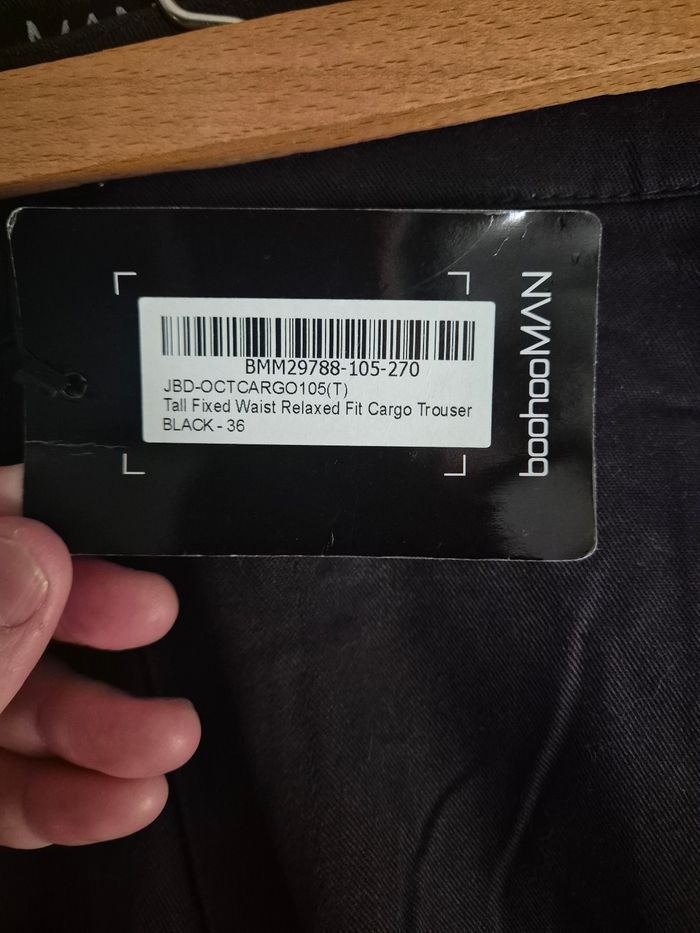 BMM29788-105-270
JBD-OCTCARGO105(T)
Tall Fixed Waist Relaxed Fit Cargo Trouser
BLACK - 36
boohooMAN